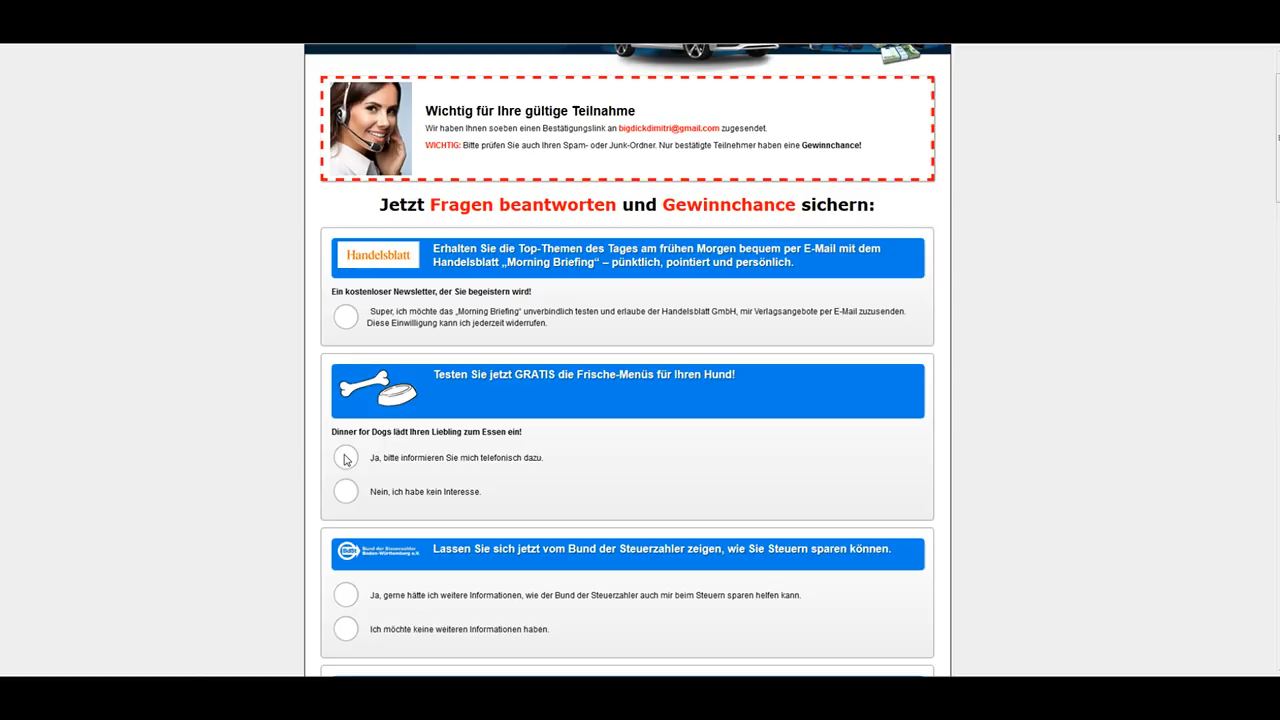 Wichtig für Ihre gültige Teilnahme
Wir haben Ihnen soeben einen Bestätigungslink an bigdickdimitri@gmail.com zugesendet.
WICHTIG: Bitte prüfen Sie auch Ihren Spam- oder Junk-Ordner. Nur bestätigte Teilnehmer haben eine Gewinnchance!
Jetzt Fragen beantworten und Gewinnchance sichern:
Handelsblatt
Erhalten Sie die Top-Themen des Tages am frühen Morgen bequem per E-Mail mit dem
Handelsblatt „Morning Briefing“ – pünktlich, pointiert und persönlich.
Ein kostenloser Newsletter, der Sie begeistern wird!
Super, ich möchte das „Morning Briefing“ unverbindlich testen und erlaube der Handelsblatt GmbH, mir Verlagsangebote per E-Mail zuzusenden.
Diese Einwilligung kann ich jederzeit widerrufen.
Testen Sie jetzt GRATIS die Frische-Menüs für Ihren Hund!
Dinner for Dogs lädt Ihren Liebling zum Essen ein!
Ja, bitte informieren Sie mich telefonisch dazu.
Nein, ich habe kein Interesse.
BdSt
Bund der Steuerzahler
Baden-Württemberg e.V.
Lassen Sie sich jetzt vom Bund der Steuerzahler zeigen, wie Sie Steuern sparen können.
Ja, gerne hätte ich weitere Informationen, wie der Bund der Steuerzahler auch mir beim Steuern sparen helfen kann.
Ich möchte keine weiteren Informationen haben.